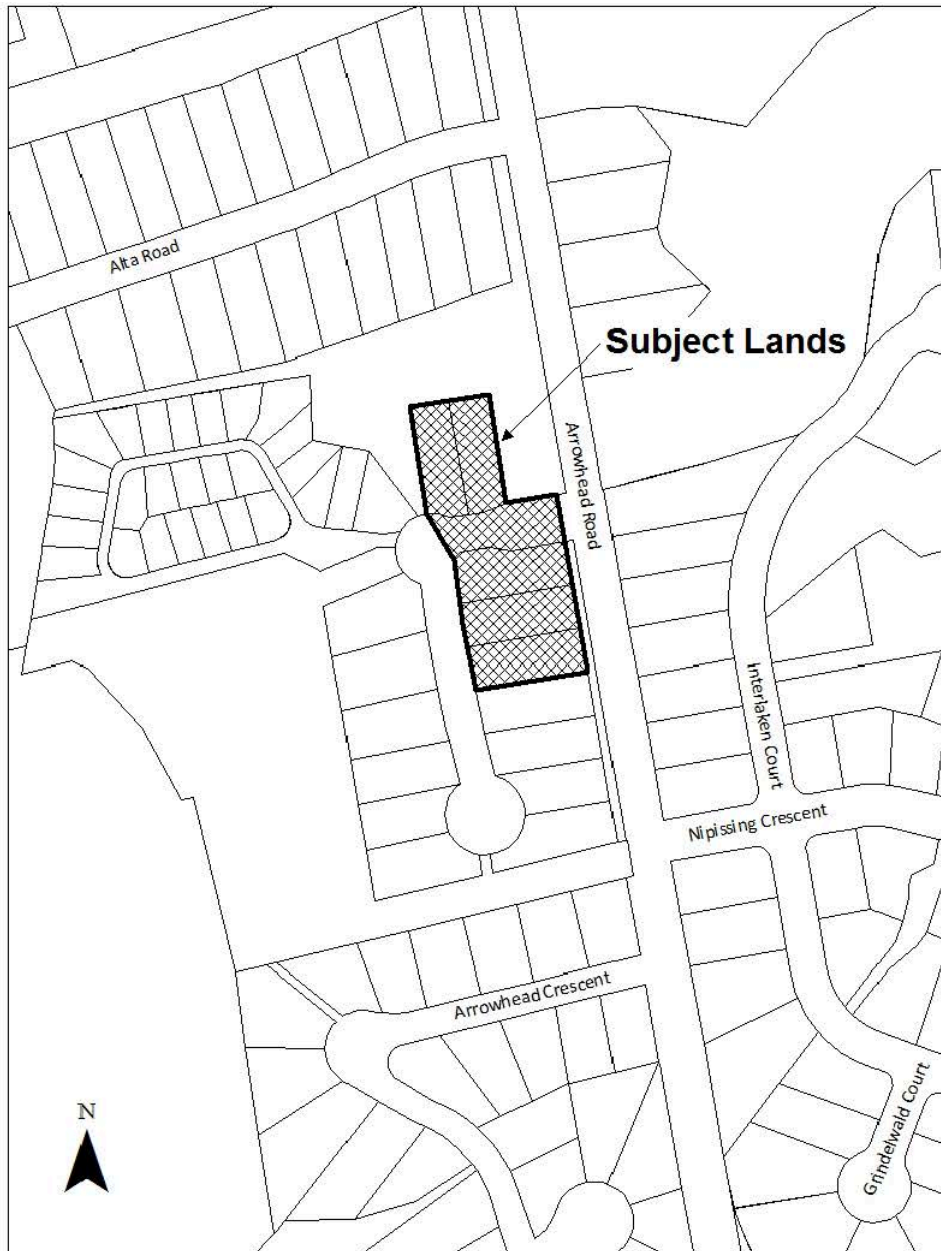 Alta Road
Subject Lands
Arrowhead Road
Interlaken Court
Nipissing Crescent
Arrowhead Crescent
Grindelwald Court
N